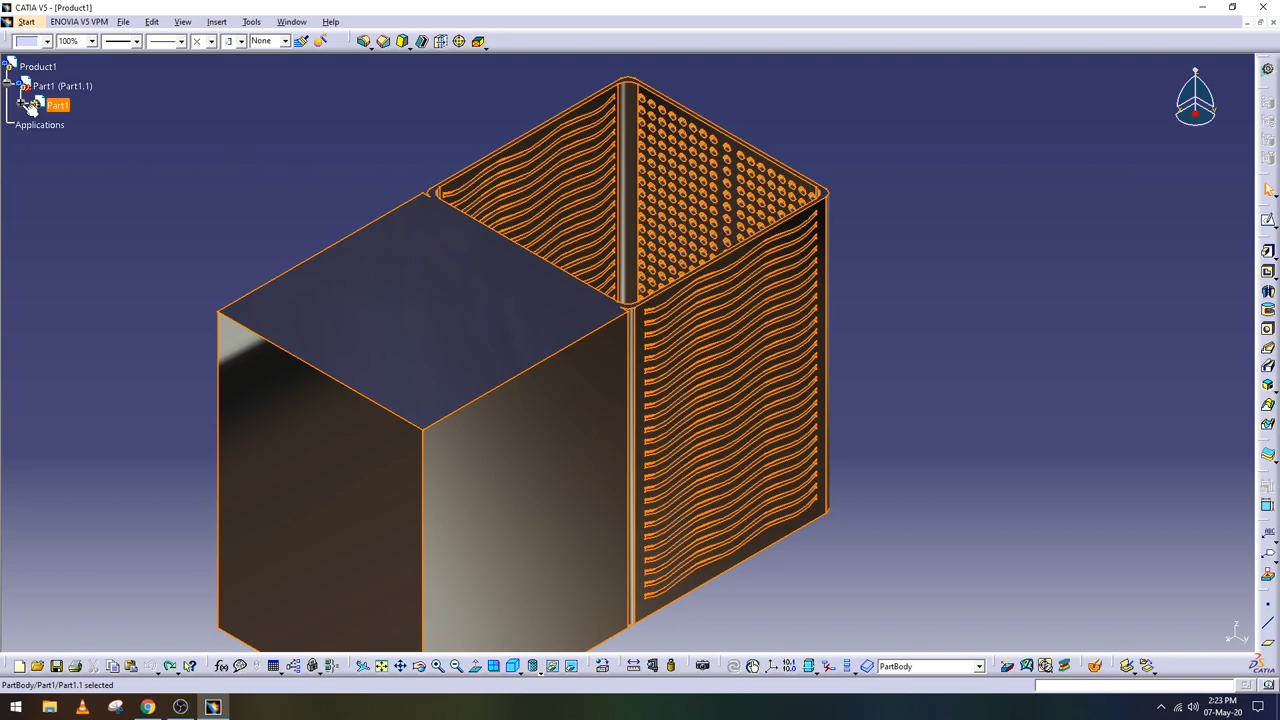 CATIA V5 - [Product1]
Start ENOVIA V5 VPM File Edit View Insert Tools Window Help
100% None
Product1
Part1 (Part1.1)
Part1
Applications
PartBody
PartBody/Part1/Part1.1 selected
CATIA
2:23 PM
07-May-20